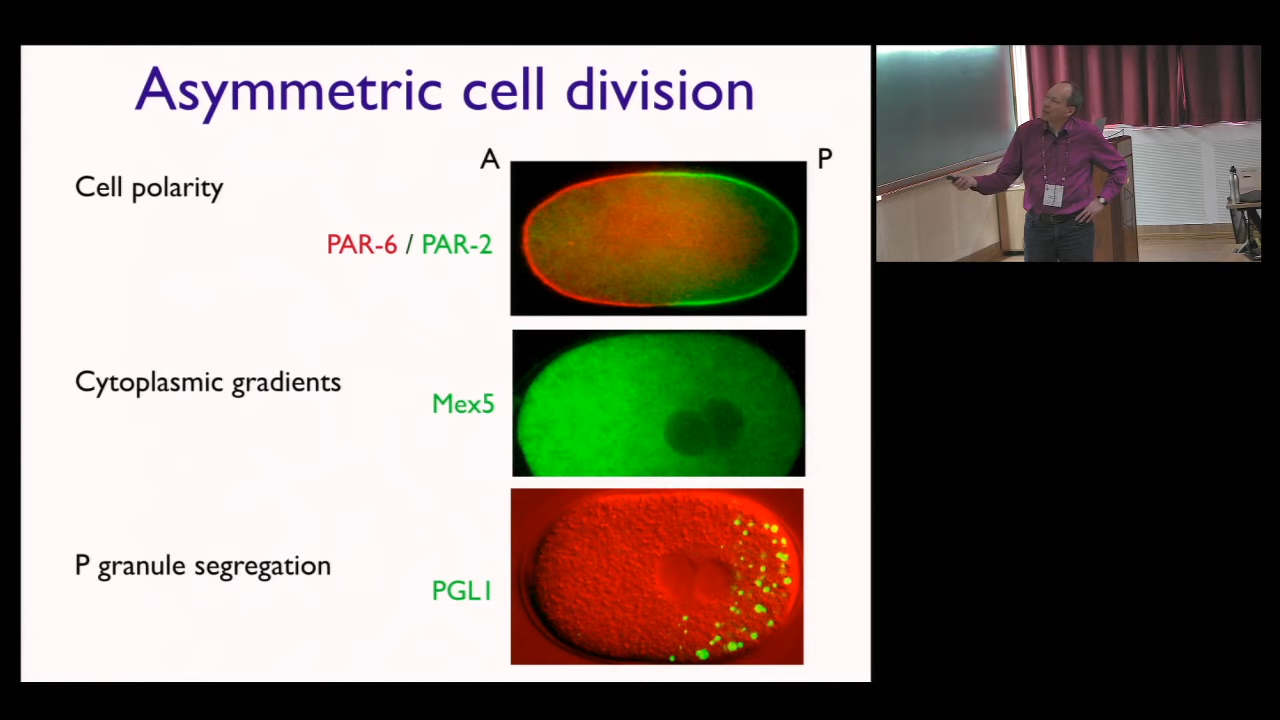 Asymmetric cell division
A
P
Cell polarity
PAR-6 / PAR-2
Cytoplasmic gradients
Mex5
P granule segregation
PGL1